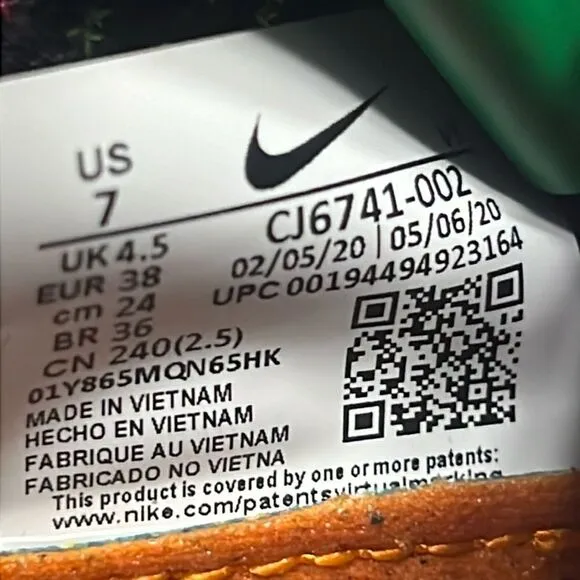 US
7
UK 4.5
EUR 38
cm 24
BR 36
CN 240(2.5)
CJ6741-002
02/05/20 | 05/06/20
UPC 00194494923164
01Y865MQN65HK
MADE IN VIETNAM
HECHO EN VIETNAM
FABRIQUE AU VIETNAM
FABRICADO NO VIETNA
This product is covered by one or more patents:
www.nike.com/patentsvirtualmarking